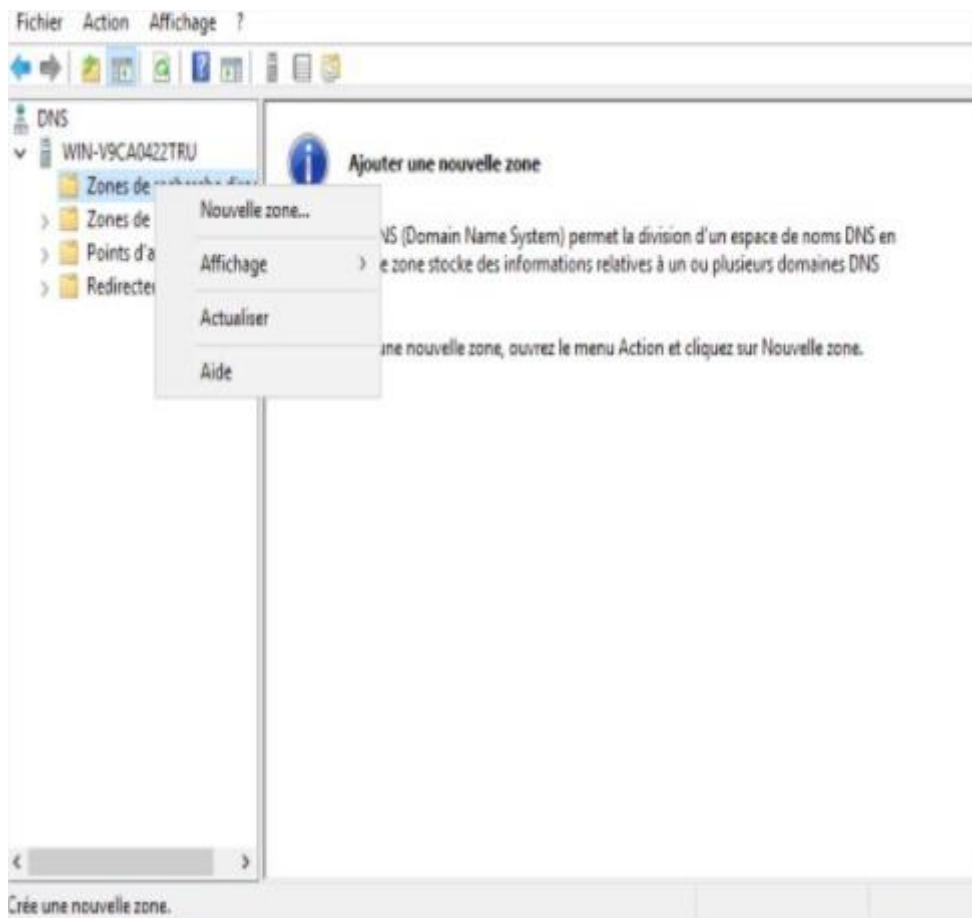 Fichier Action Affichage ?
DNS
WIN-V9CA0422TRU
Zones de recherche
Zones de
Points d'a
Redirecte
Nouvelle zone...
Affichage
Actualiser
Aide
Ajouter une nouvelle zone
NS (Domain Name System) permet la division d'un espace de noms DNS en
e zone stocke des informations relatives à un ou plusieurs domaines DNS
une nouvelle zone, ouvrez le menu Action et cliquez sur Nouvelle zone.
Crée une nouvelle zone.